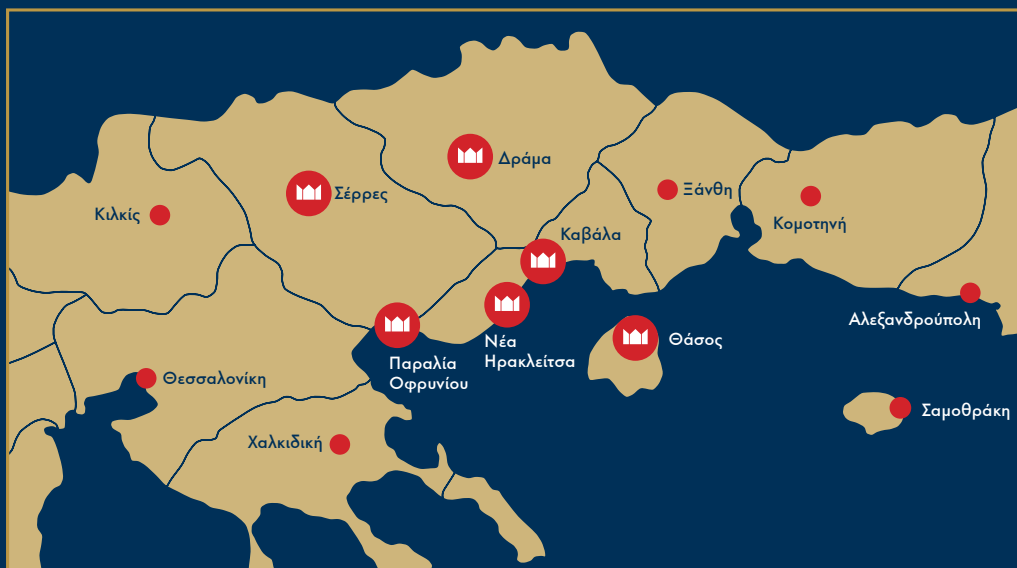 Δράμα
Σέρρες
Ξάνθη
Κιλκίς
Κομοτηνή
Καβάλα
Αλεξανδρούπολη
Νέα
Ηρακλείτσα
Θάσος
Παραλία
Οφρυνίου
Θεσσαλονίκη
Σαμοθράκη
Χαλκιδική